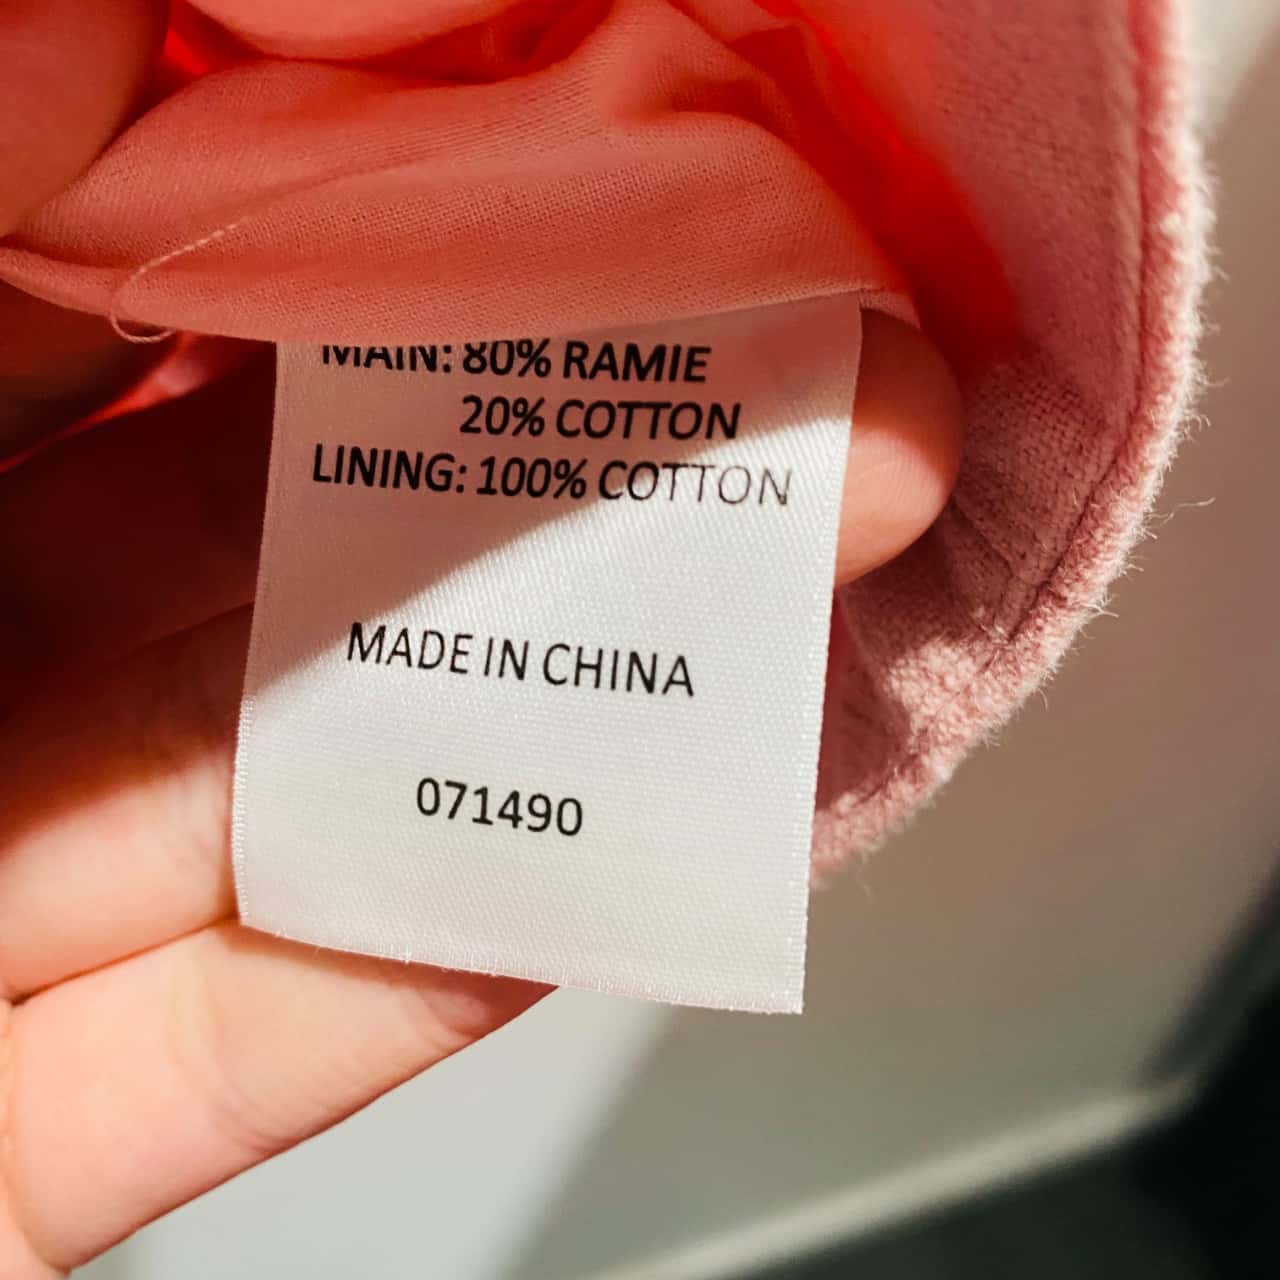 MAIN: 80% RAMIE
20% COTTON
LINING: 100% COTTON
MADE IN CHINA
071490